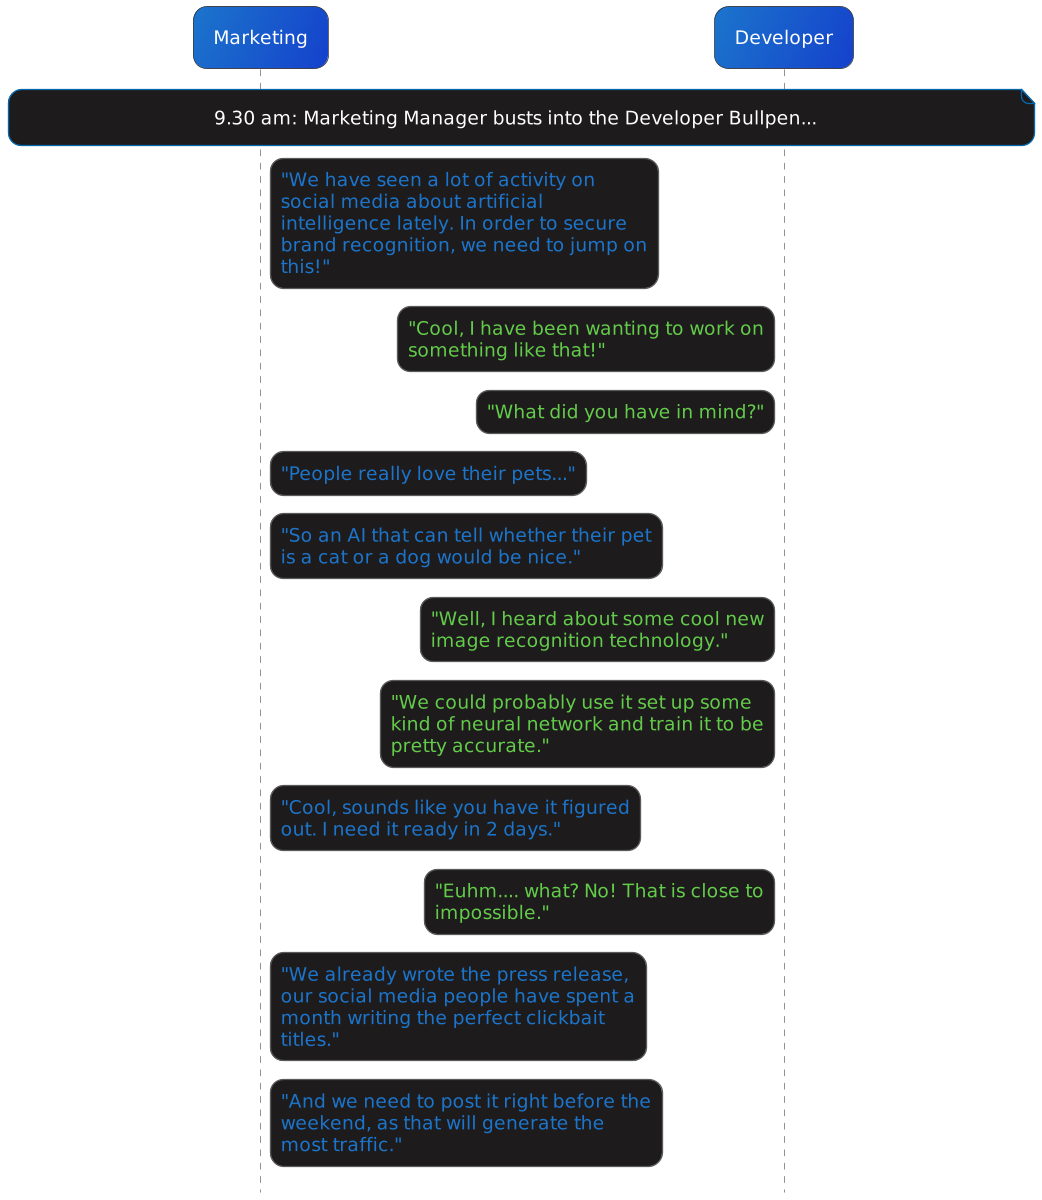 Marketing
Developer
9.30 am: Marketing Manager busts into the Developer Bullpen...
"We have seen a lot of activity on
social media about artificial
intelligence lately. In order to secure
brand recognition, we need to jump on
this!"
"Cool, I have been wanting to work on
something like that!"
"What did you have in mind?"
"People really love their pets..."
"So an AI that can tell whether their pet
is a cat or a dog would be nice."
"Well, I heard about some cool new
image recognition technology."
"We could probably use it set up some
kind of neural network and train it to be
pretty accurate."
"Cool, sounds like you have it figured
out. I need it ready in 2 days."
"Euhm.... what? No! That is close to
impossible."
"We already wrote the press release,
our social media people have spent a
month writing the perfect clickbait
titles."
"And we need to post it right before the
weekend, as that will generate the
most traffic."